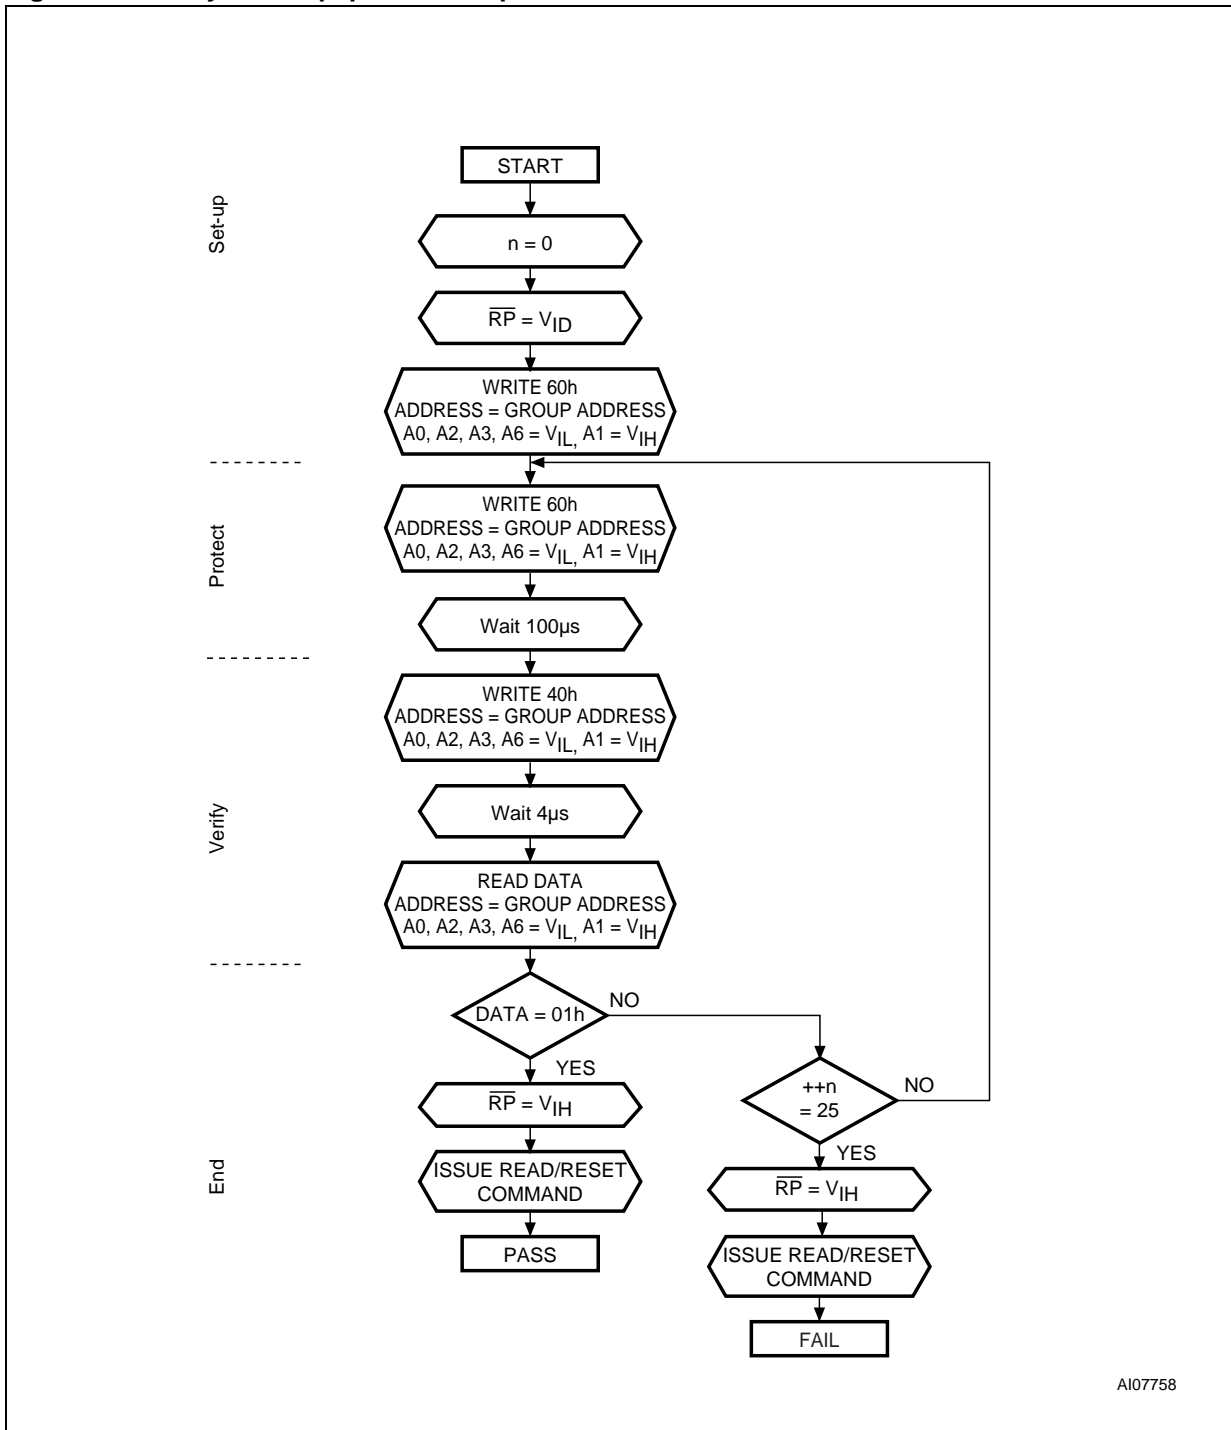 START
Set-up
n = 0
RP = VID
WRITE 60h
ADDRESS = GROUP ADDRESS
A0, A2, A3, A6 = VIL, A1 = VIH
Protect
WRITE 60h
ADDRESS = GROUP ADDRESS
A0, A2, A3, A6 = VIL, A1 = VIH
Wait 100µs
Verify
WRITE 40h
ADDRESS = GROUP ADDRESS
A0, A2, A3, A6 = VIL, A1 = VIH
Wait 4µs
READ DATA
ADDRESS = GROUP ADDRESS
A0, A2, A3, A6 = VIL, A1 = VIH
DATA = 01h
NO
YES
++n
= 25
NO
YES
End
RP = VIH
ISSUE READ/RESET
COMMAND
PASS
RP = VIH
ISSUE READ/RESET
COMMAND
FAIL
AI07758